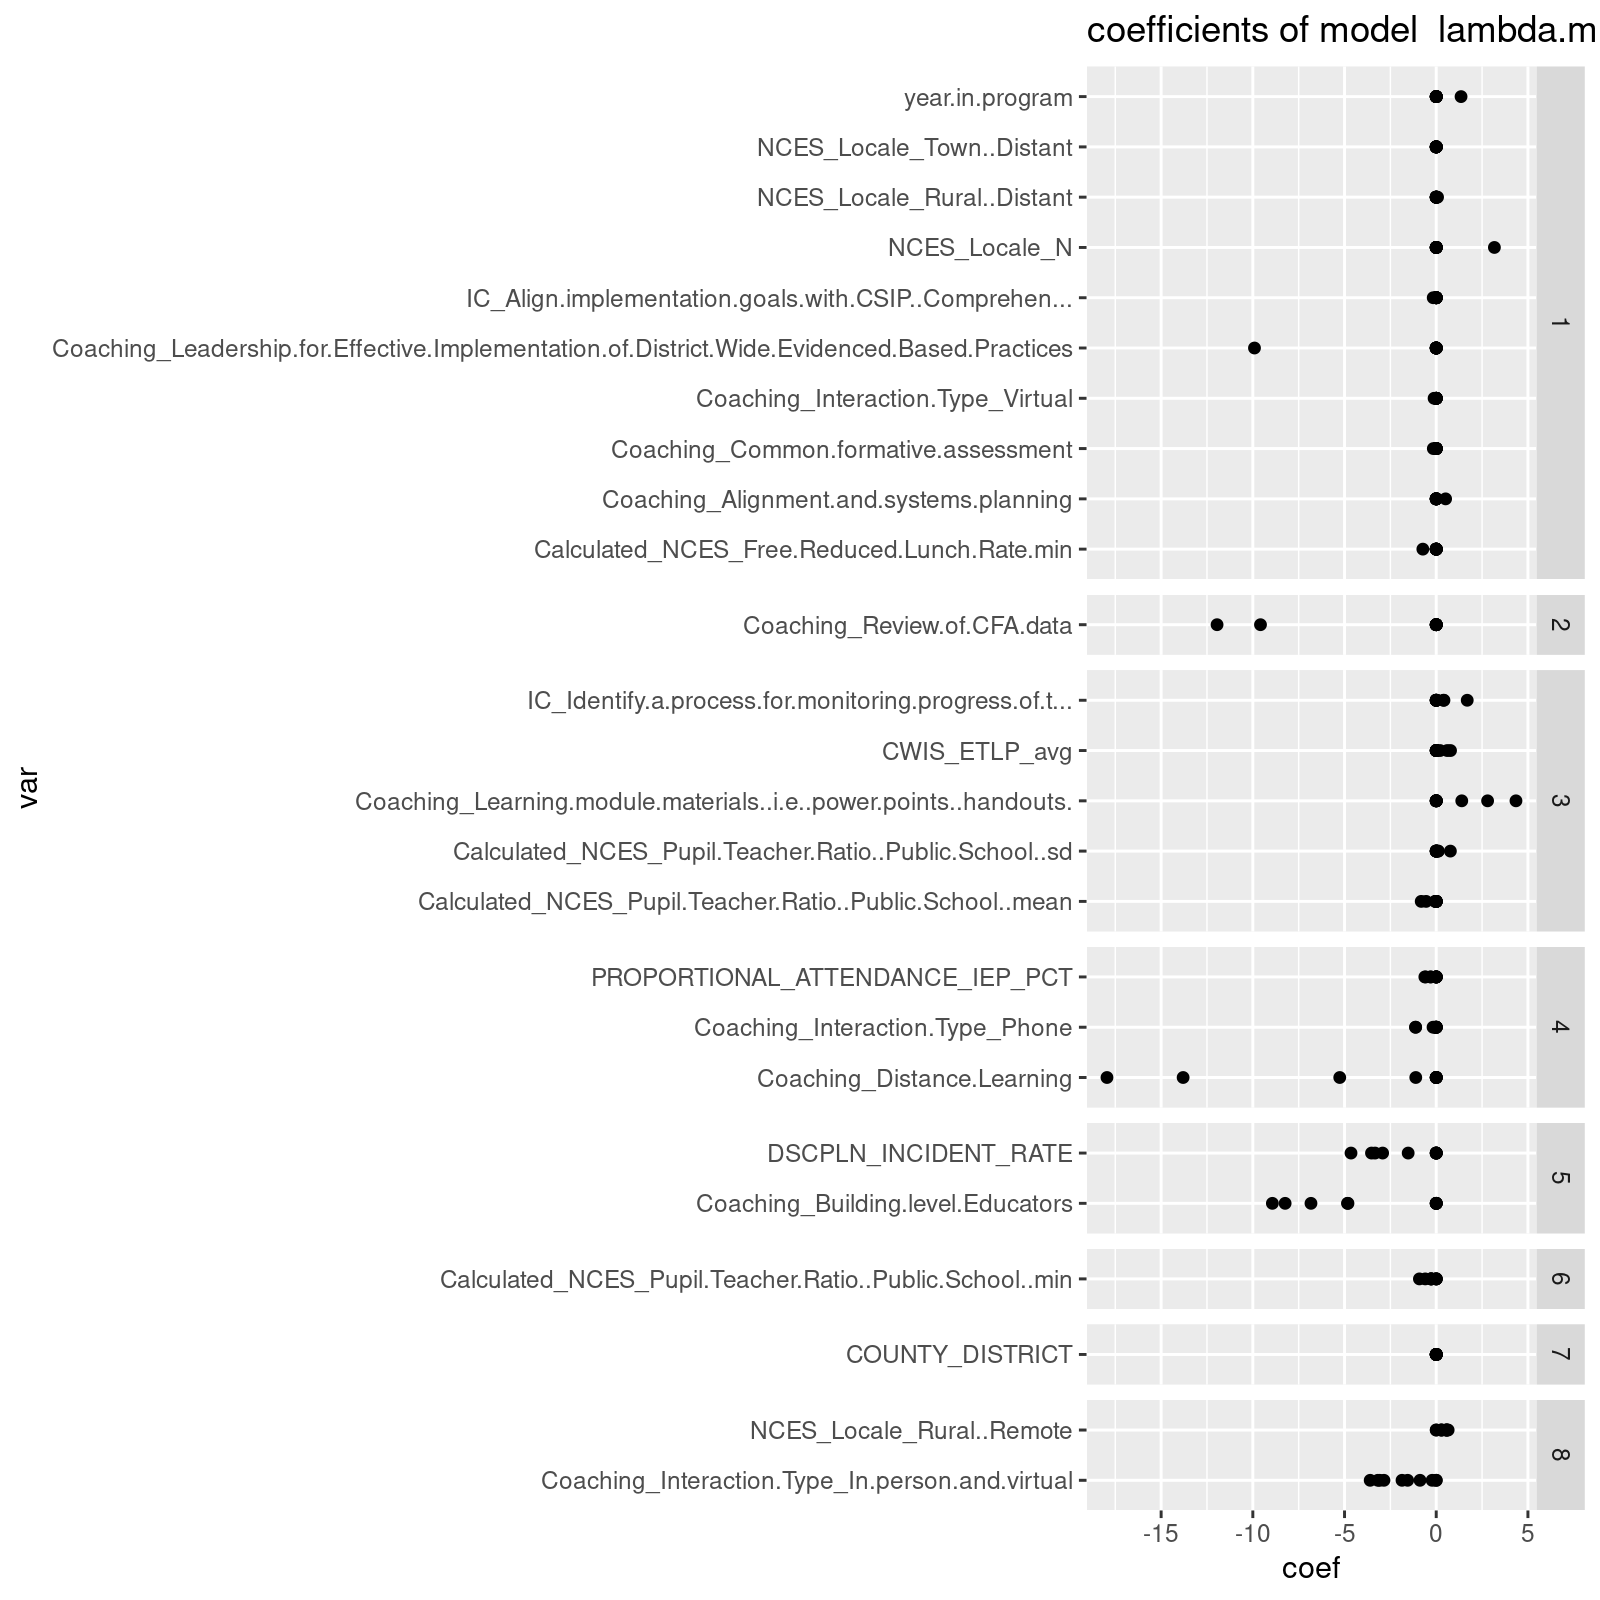 coefficients of model  lambda.m
year.in.program
NCES_Locale_Town..Distant
NCES_Locale_Rural..Distant
NCES_Locale_N
IC_Align.implementation.goals.with.CSIP..Comprehen...
Coaching_Leadership.for.Effective.Implementation.of.District.Wide.Evidenced.Based.Practices
Coaching_Interaction.Type_Virtual
Coaching_Common.formative.assessment
Coaching_Alignment.and.systems.planning
Calculated_NCES_Free.Reduced.Lunch.Rate.min
1
Coaching_Review.of.CFA.data
2
IC_Identify.a.process.for.monitoring.progress.of.t...
CWIS_ETLP_avg
Coaching_Learning.module.materials..i.e..power.points..handouts.
Calculated_NCES_Pupil.Teacher.Ratio..Public.School..sd
Calculated_NCES_Pupil.Teacher.Ratio..Public.School..mean
3
PROPORTIONAL_ATTENDANCE_IEP_PCT
Coaching_Interaction.Type_Phone
Coaching_Distance.Learning
4
DSCPLN_INCIDENT_RATE
Coaching_Building.level.Educators
5
Calculated_NCES_Pupil.Teacher.Ratio..Public.School..min
6
COUNTY_DISTRICT
7
NCES_Locale_Rural..Remote
Coaching_Interaction.Type_In.person.and.virtual
8
-15 -10 -5 0 5
coef
var